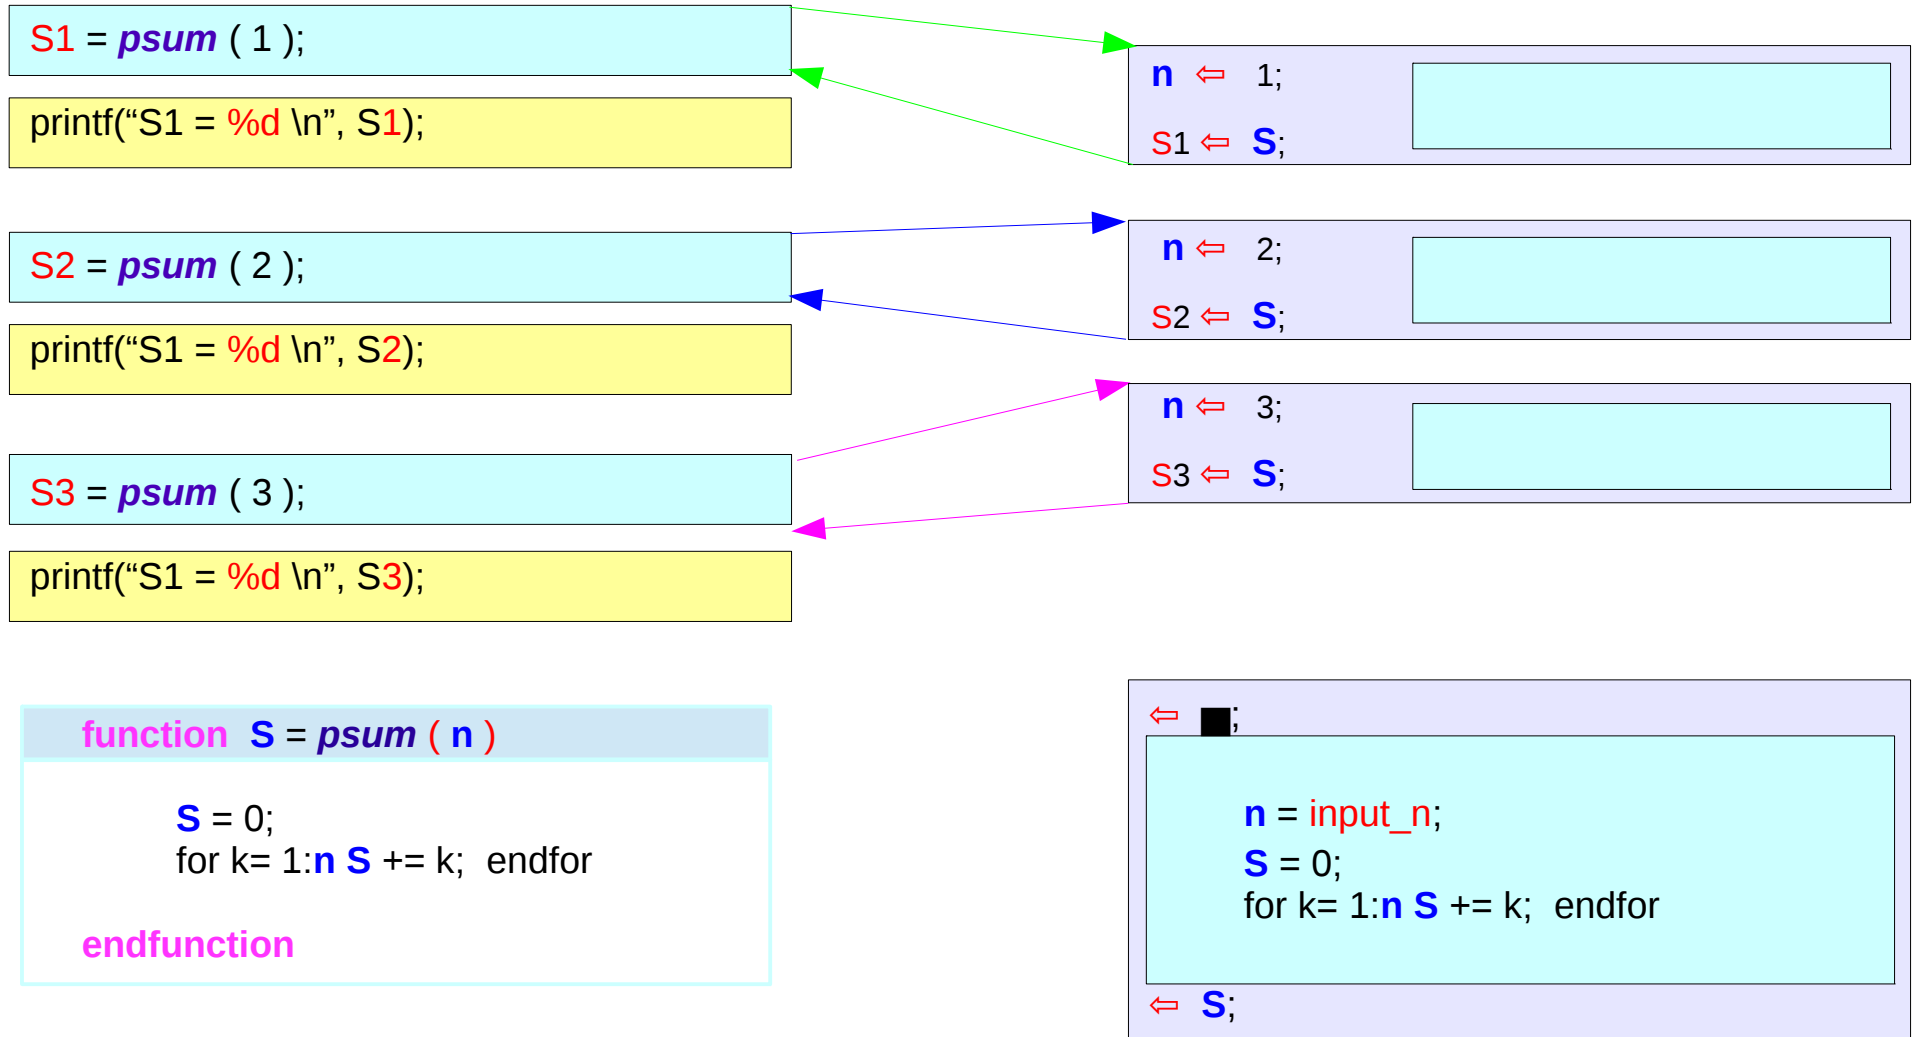 S1 = psum ( 1 );
printf(“S1 = %d \n”, S1);
n ⇦ 1;
S1 ⇦ S;
S2 = psum ( 2 );
printf(“S1 = %d \n”, S2);
n ⇦ 2;
S2 ⇦ S;
S3 = psum ( 3 );
printf(“S1 = %d \n”, S3);
n ⇦ 3;
S3 ⇦ S;
function S = psum ( n )
S = 0;
for k= 1:n S += k; endfor
endfunction
⇦ ■;
n = input_n;
S = 0;
for k= 1:n S += k; endfor
⇦ S;